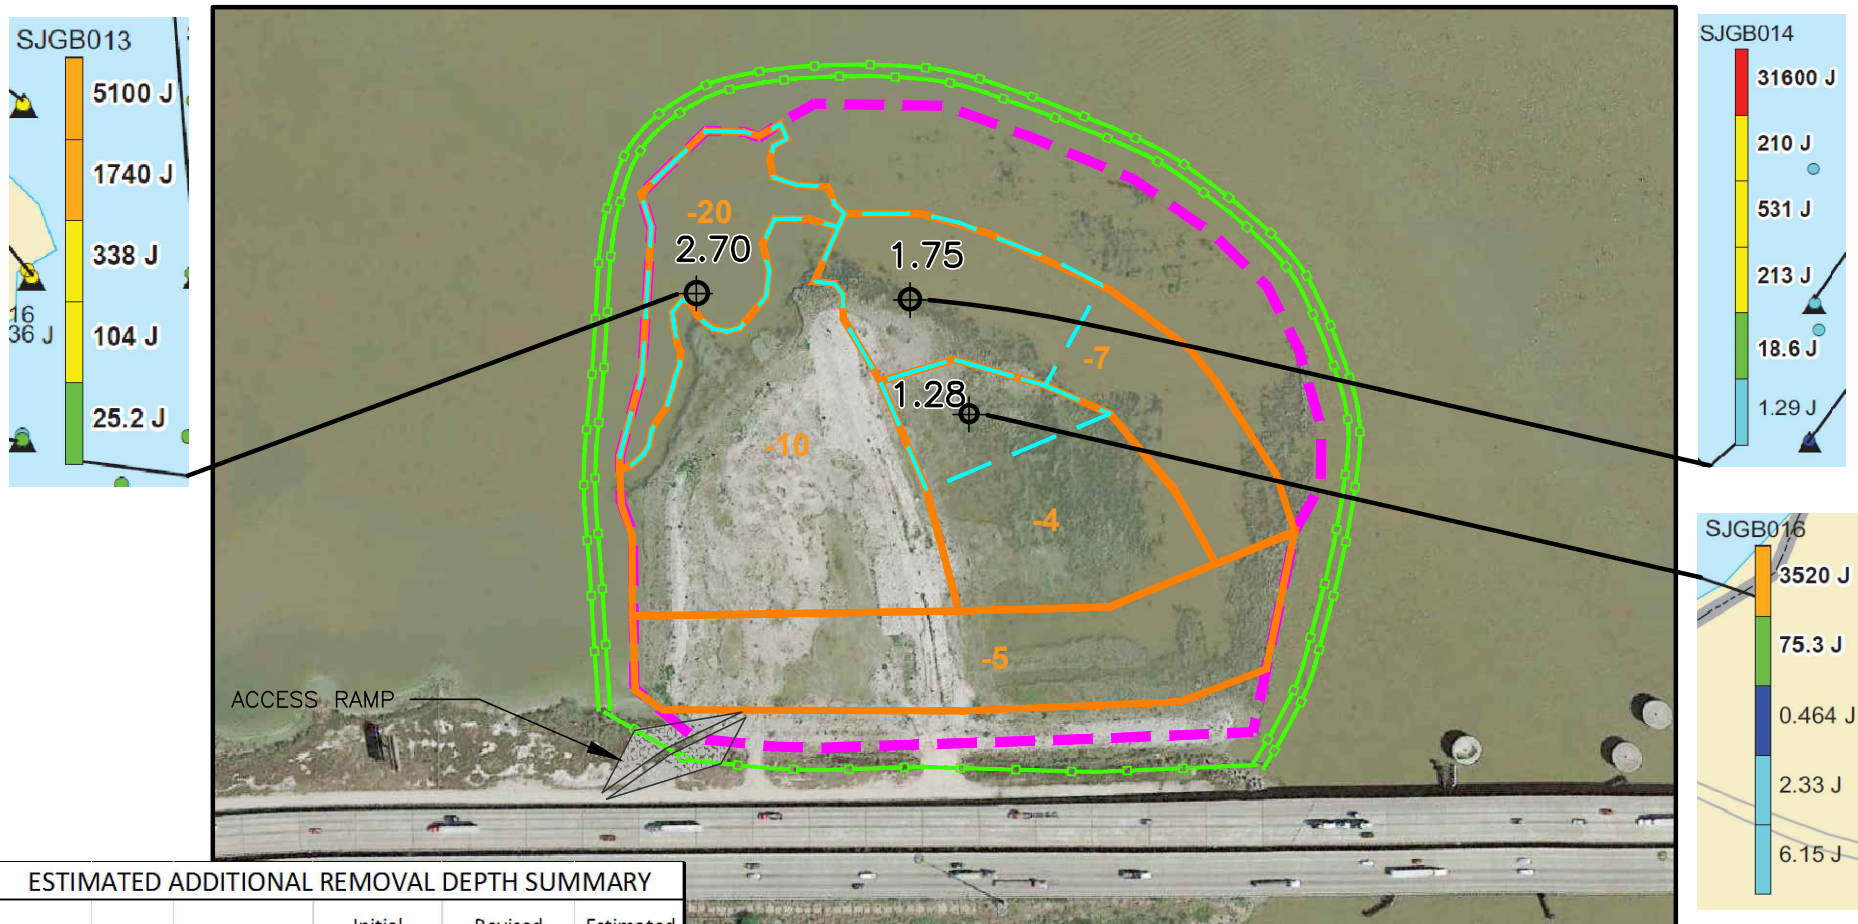 SJGB013
5100 J
1740 J
338 J
104 J
25.2 J
16
36 J
-20
2.70
1.75
-7
1.28
-10
-4
-5
ACCESS RAMP
SJGB014
31600 J
210 J
531 J
213 J
18.6 J
1.29 J
SJGB016
3520 J
75.3 J
0.464 J
2.33 J
6.15 J
ESTIMATED ADDITIONAL REMOVAL DEPTH SUMMARY
Initial Revised Estimated